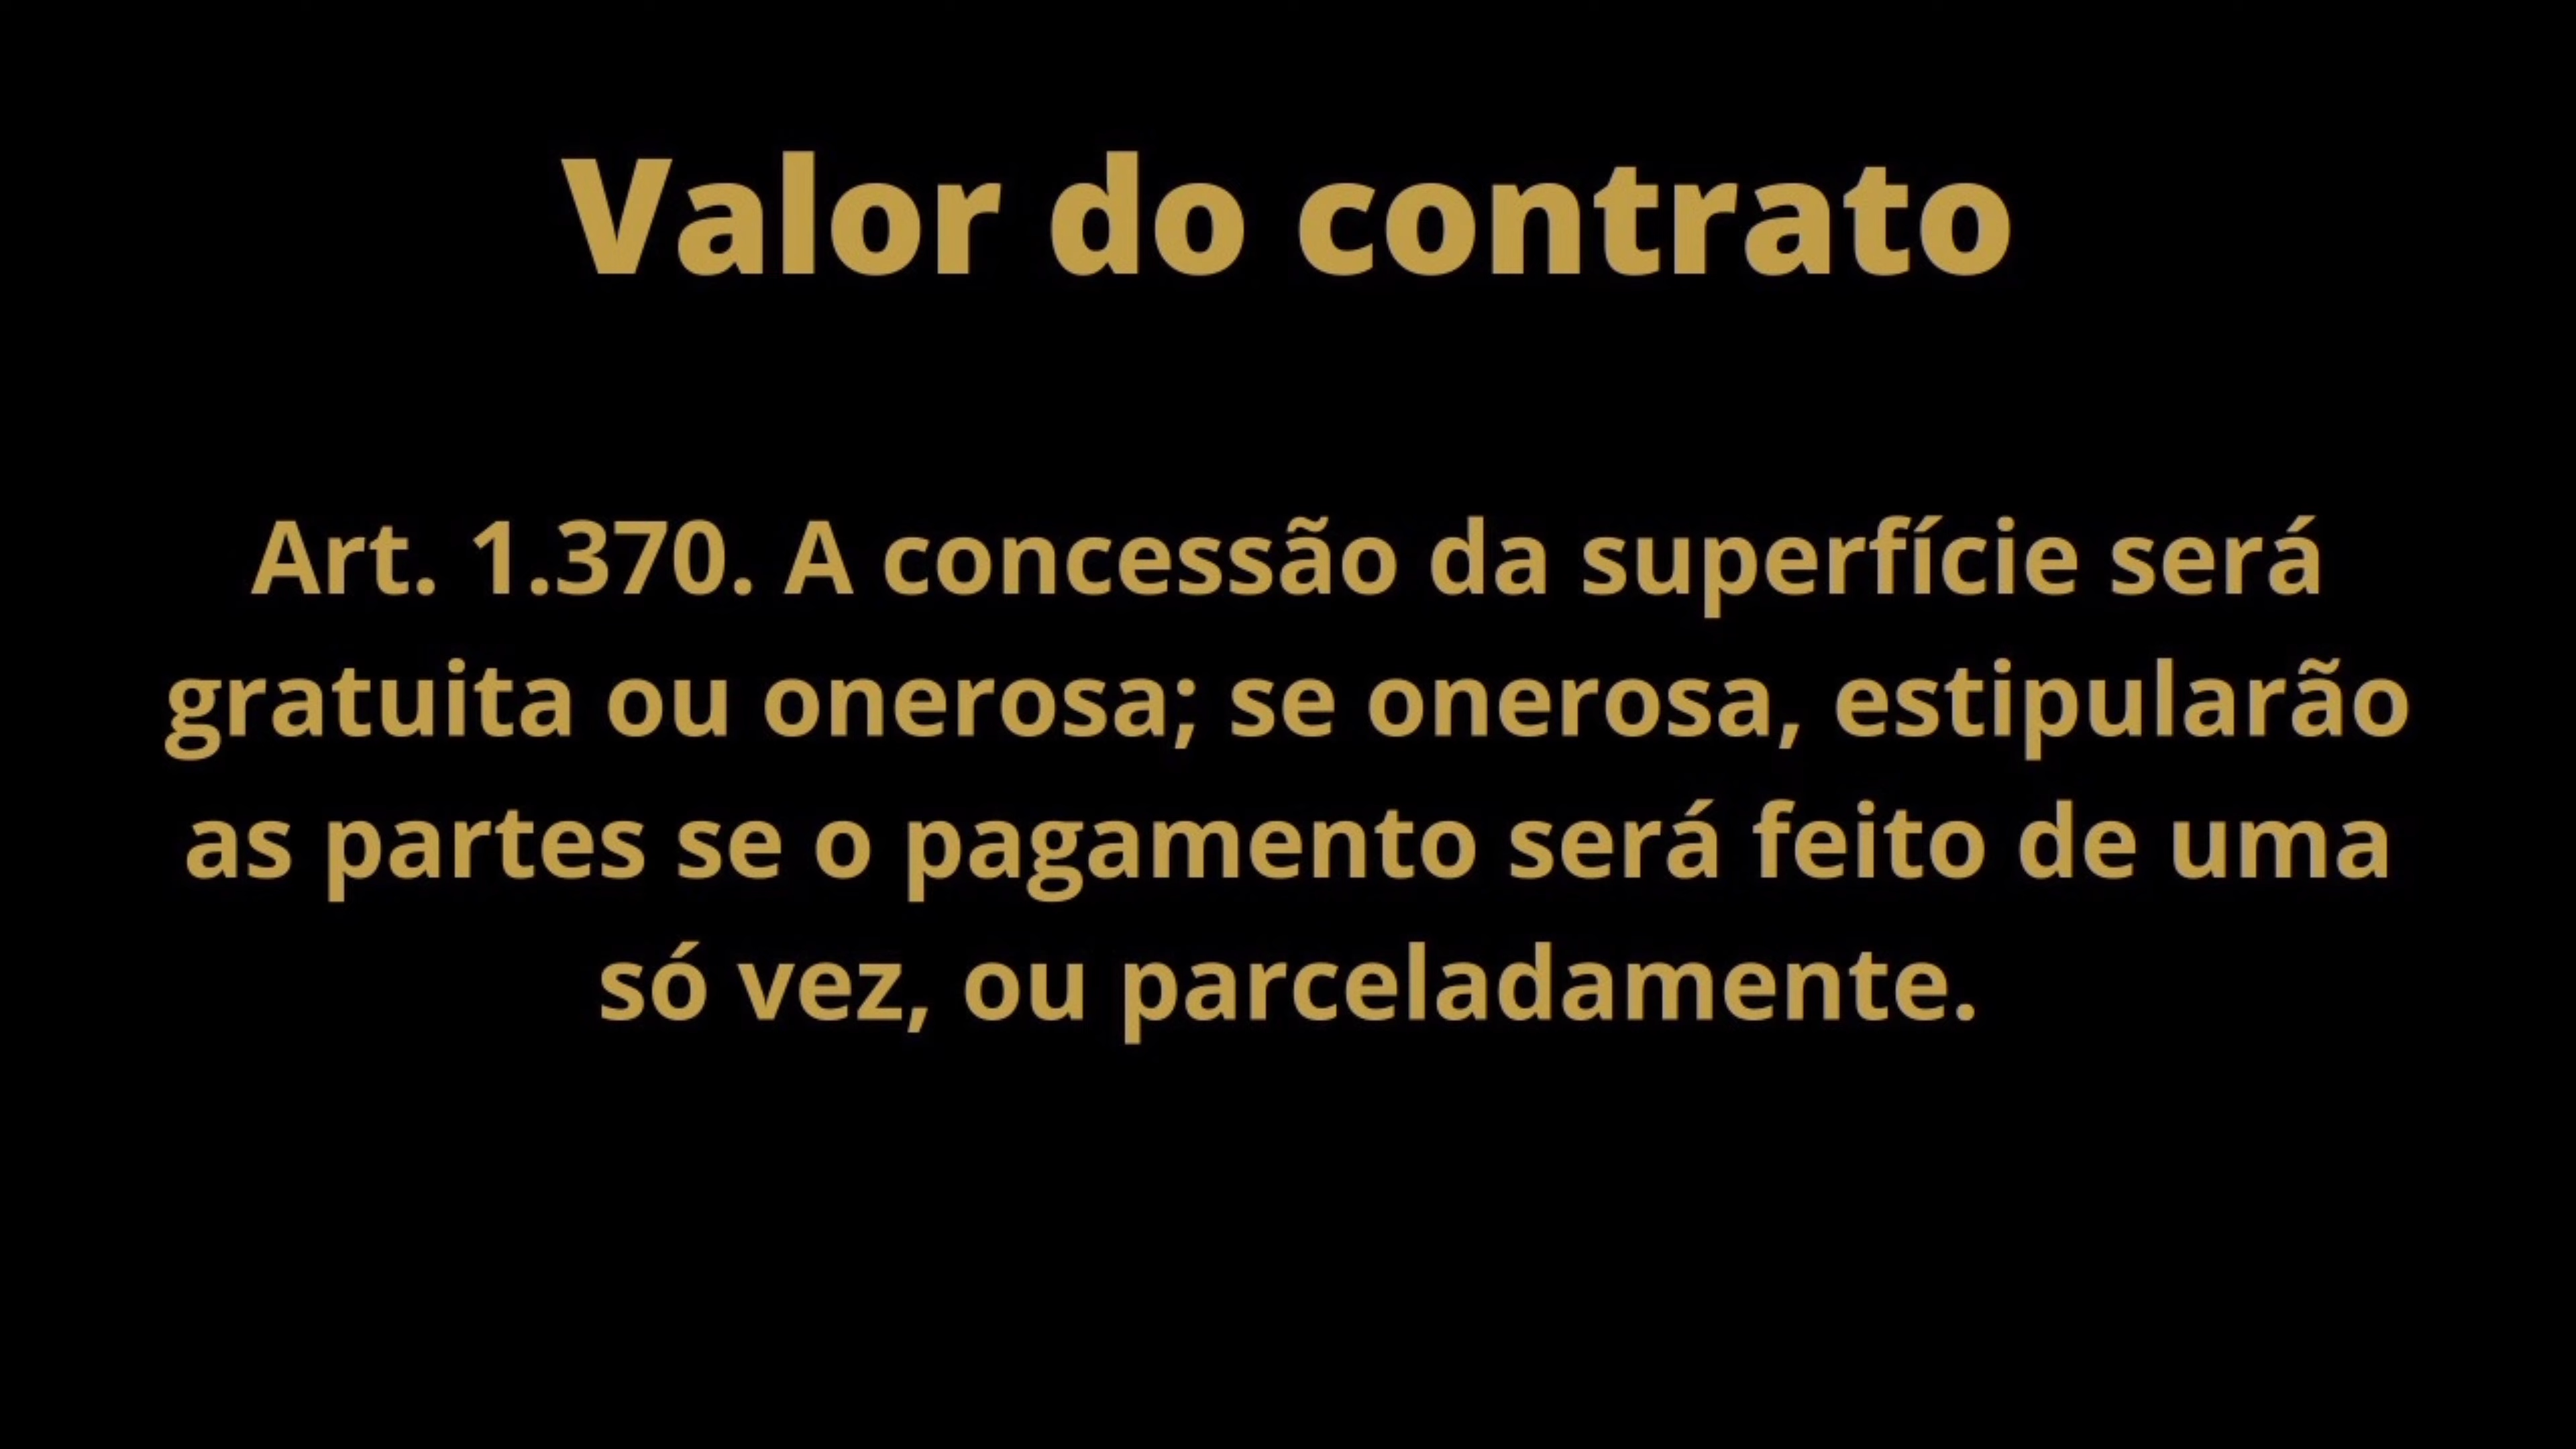 Valor do contrato
Art. 1.370. A concessão da superfície será
gratuita ou onerosa; se onerosa, estipularão
as partes se o pagamento será feito de uma
só vez, ou parceladamente.